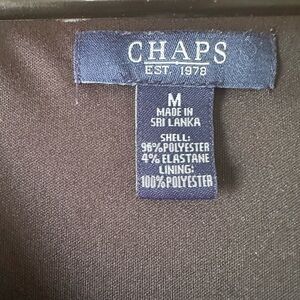 CHAPS
EST. 1978
M
MADE IN
SRI LANKA
SHELL:
96%POLYESTER
4% ELASTANE
LINING:
100%POLYESTER